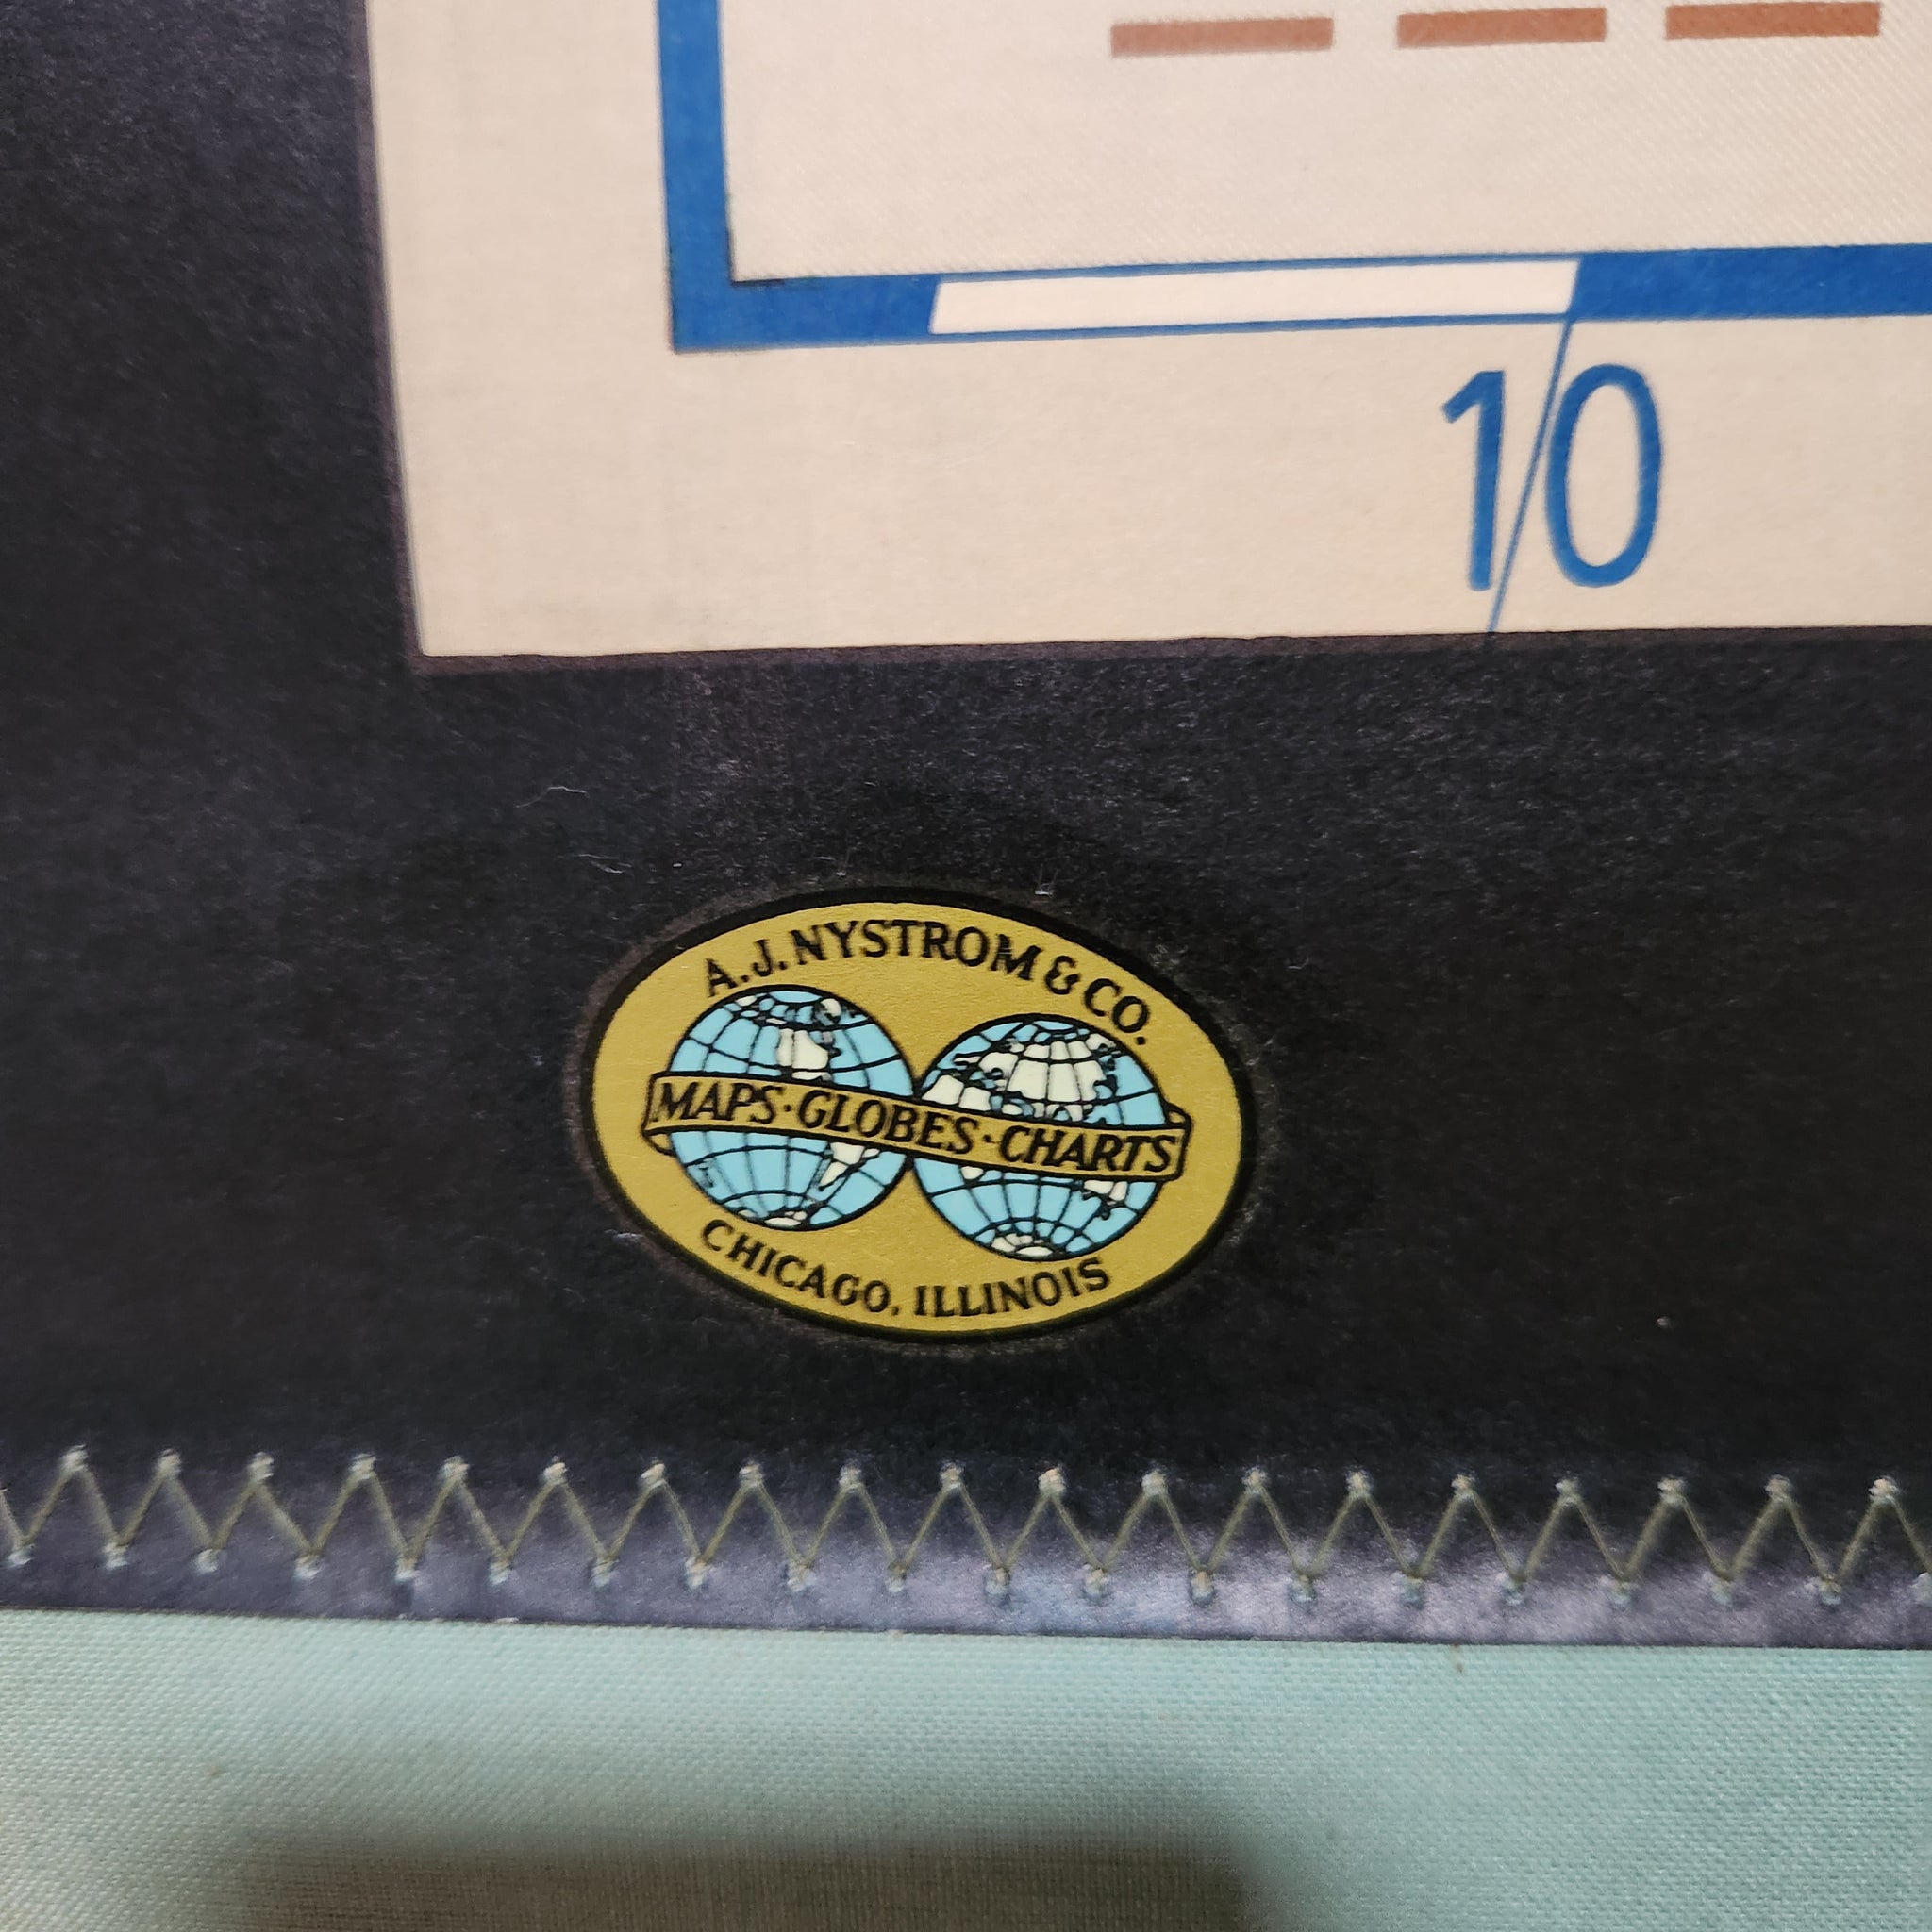 10
A. J. NYSTROM & CO.
MAPS · GLOBES · CHARTS
CHICAGO, ILLINOIS